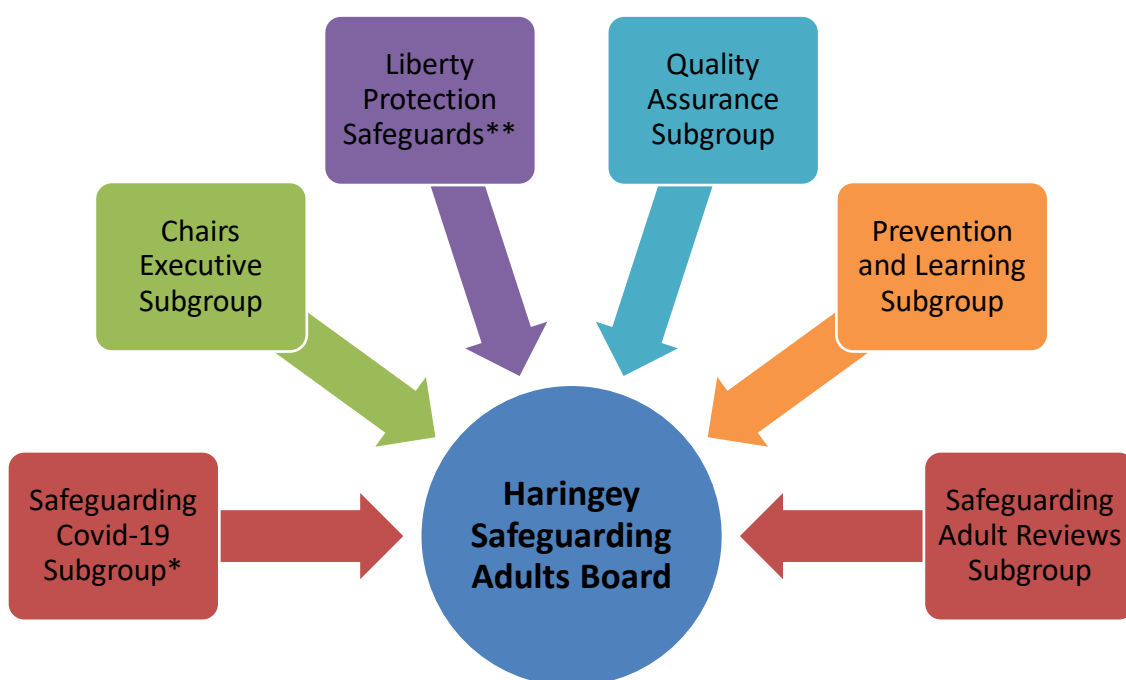 Liberty
Protection
Safeguards**
Quality
Assurance
Subgroup
Chairs
Executive
Subgroup
Prevention
and Learning
Subgroup
Safeguarding
Covid-19
Subgroup*
Haringey
Safeguarding
Adults Board
Safeguarding
Adult Reviews
Subgroup